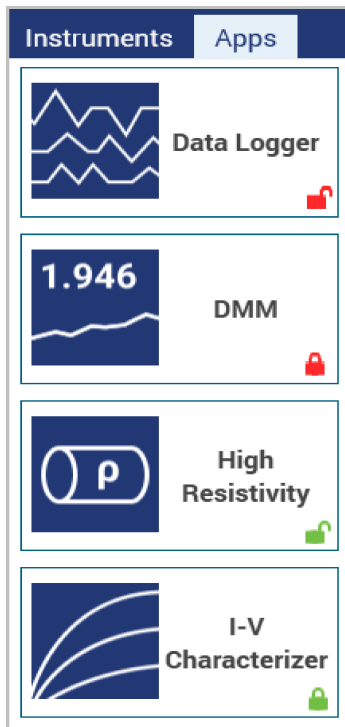 Instruments Apps
Data Logger
1.946
DMM
ρ
High
Resistivity
I-V
Characterizer